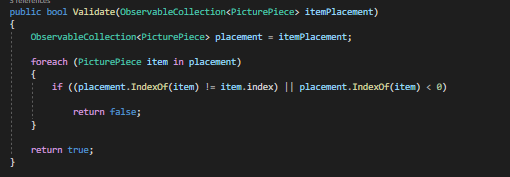 3 references
public bool Validate(ObservableCollection<PicturePiece> itemPlacement)
{
ObservableCollection<PicturePiece> placement = itemPlacement;
foreach (PicturePiece item in placement)
{
if ((placement.IndexOf(item) != item.index) || placement.IndexOf(item) < 0)
return false;
}
return true;
}